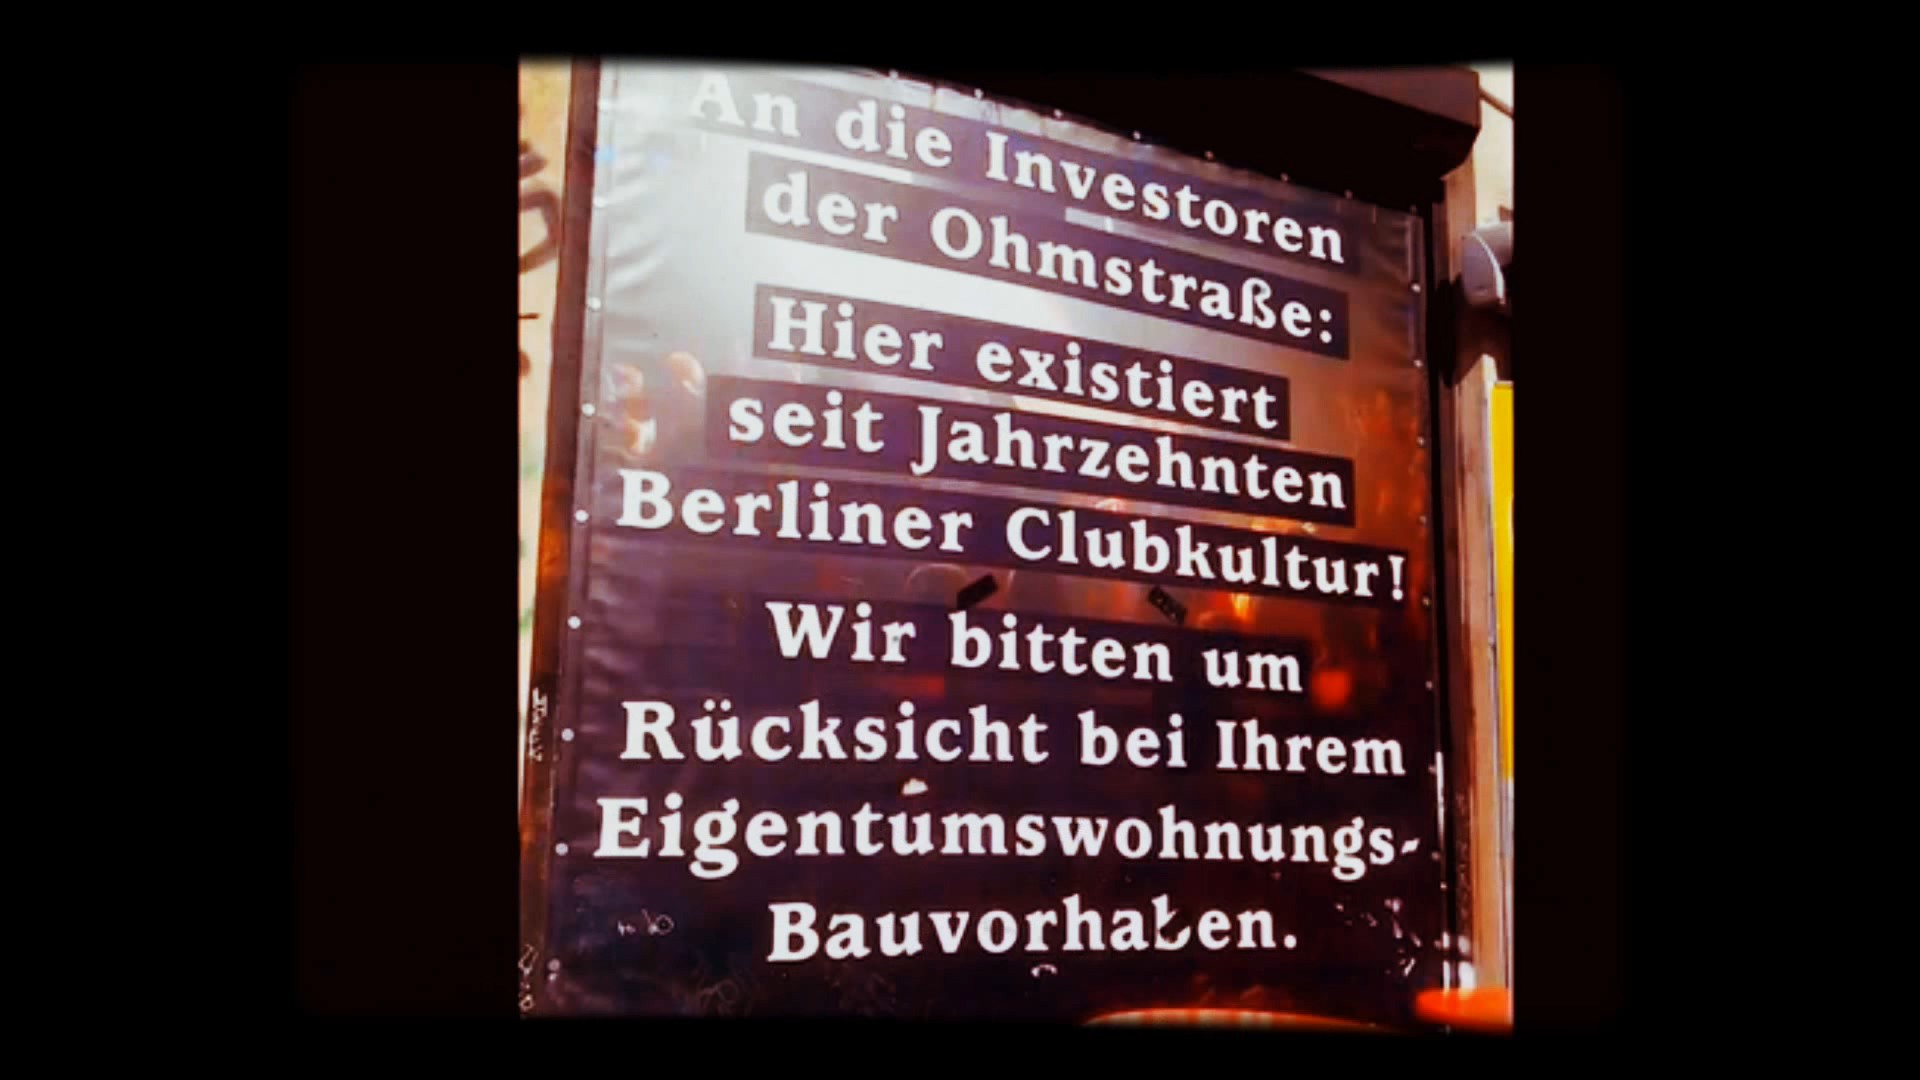 An die Investoren
der Ohmstraße:
Hier existiert
seit Jahrzehnten
Berliner Clubkultur!
Wir bitten um
Rücksicht bei Ihrem
Eigentumswohnungs-
Bauvorhaben.